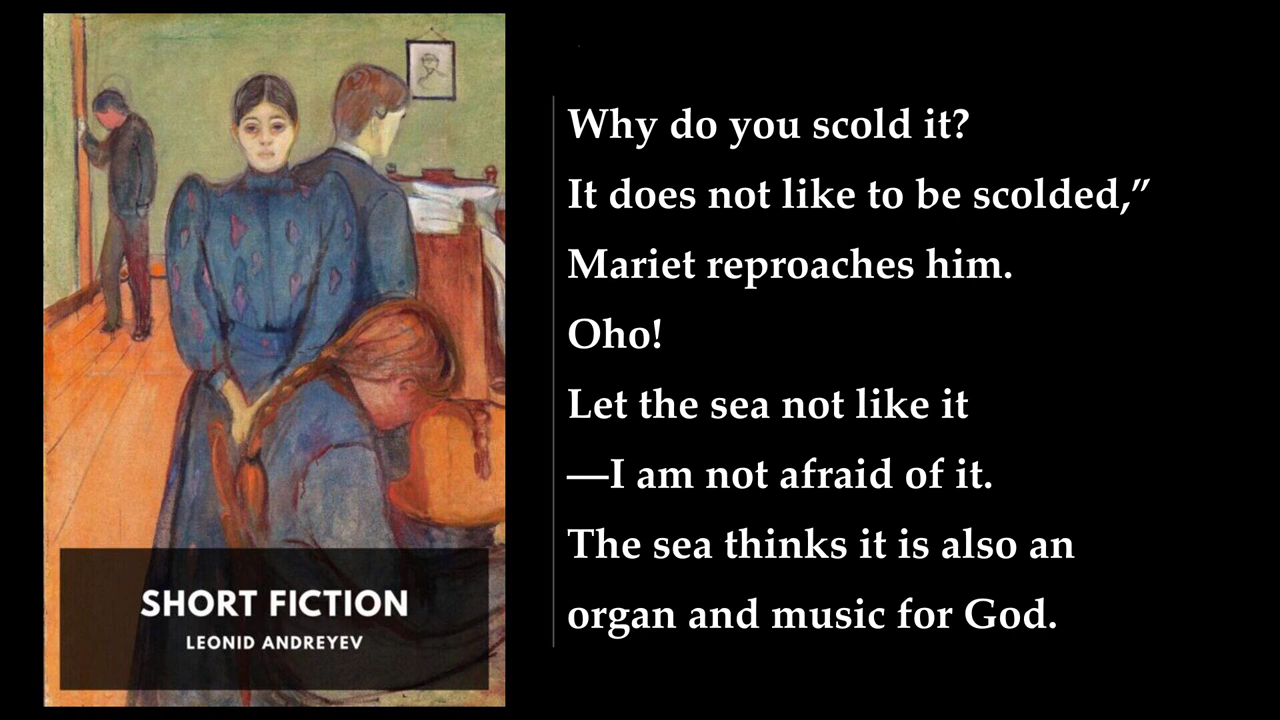 SHORT FICTION
LEONID ANDREYEV
Why do you scold it?
It does not like to be scolded,”
Mariet reproaches him.
Oho!
Let the sea not like it
—I am not afraid of it.
The sea thinks it is also an
organ and music for God.